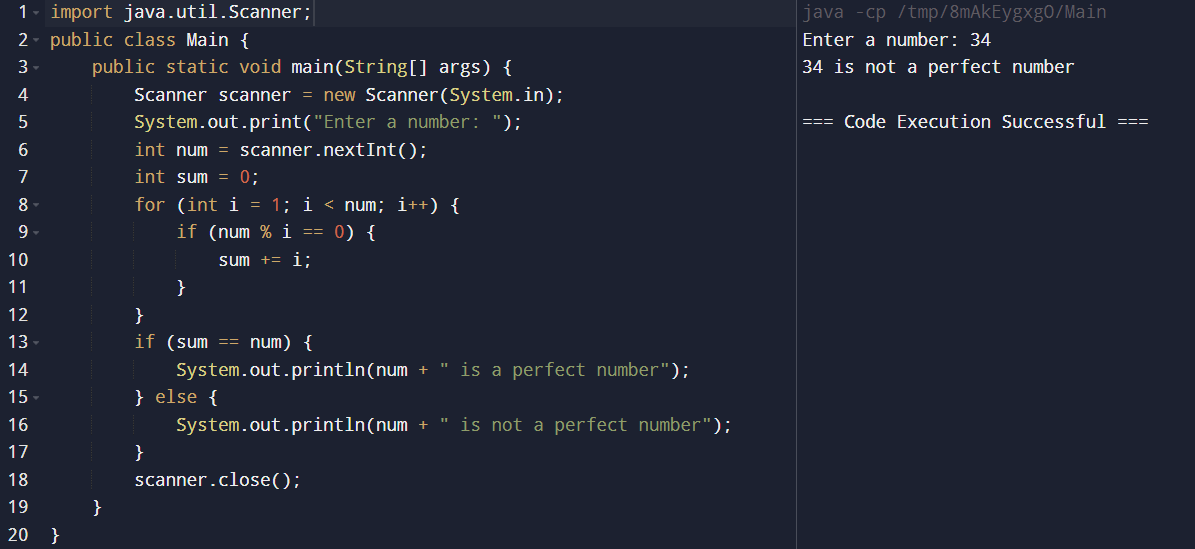 1 import java.util.Scanner;
2 public class Main {
3     public static void main(String[] args) {
4         Scanner scanner = new Scanner(System.in);
5         System.out.print("Enter a number: ");
6         int num = scanner.nextInt();
7         int sum = 0;
8         for (int i = 1; i < num; i++) {
9             if (num % i == 0) {
10                 sum += i;
11             }
12         }
13         if (sum == num) {
14             System.out.println(num + " is a perfect number");
15         } else {
16             System.out.println(num + " is not a perfect number");
17         }
18         scanner.close();
19     }
20 }
java -cp /tmp/8mAkEygxgO/Main
Enter a number: 34
34 is not a perfect number
=== Code Execution Successful ===